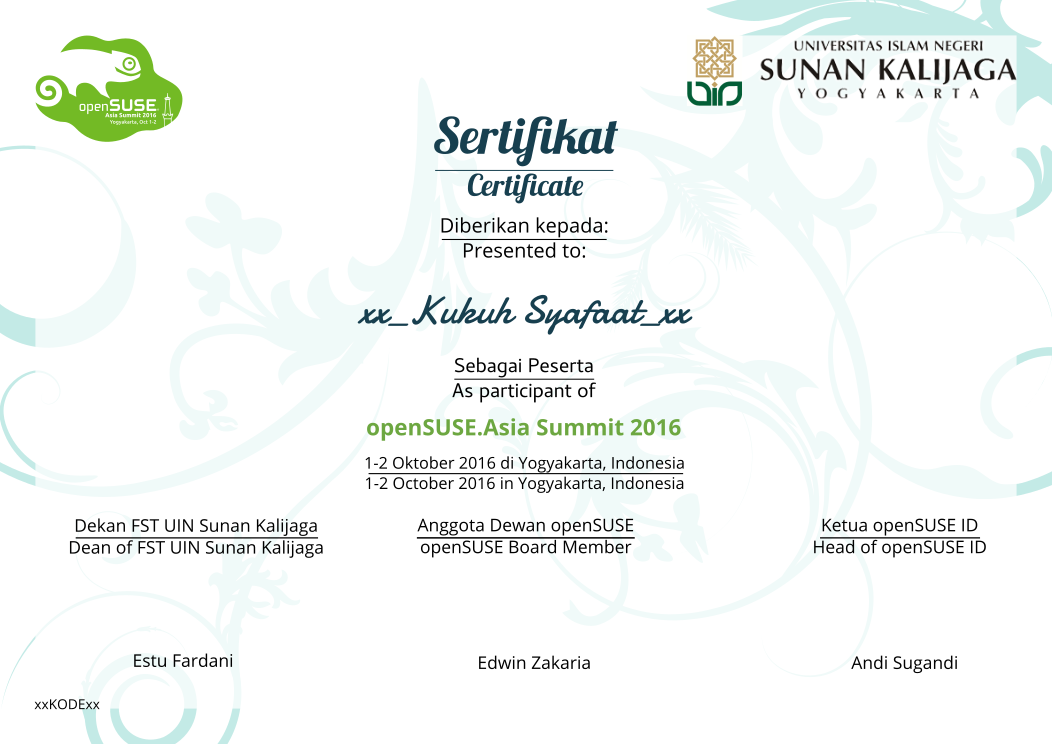 openSUSE
Asia Summit 2016
Yogyakarta, Oct 1-2
UNIVERSITAS ISLAM NEGERI
SUNAN KALIJAGA
YOGYAKARTA
Sertifikat
Certificate
Diberikan kepada:
Presented to:
xx_Kukuh Syafaat_xx
Sebagai Peserta
As participant of
openSUSE.Asia Summit 2016
1-2 Oktober 2016 di Yogyakarta, Indonesia
1-2 October 2016 in Yogyakarta, Indonesia
Dekan FST UIN Sunan Kalijaga
Dean of FST UIN Sunan Kalijaga
Estu Fardani
Anggota Dewan openSUSE
openSUSE Board Member
Edwin Zakaria
Ketua openSUSE ID
Head of openSUSE ID
Andi Sugandi
xxKODExx